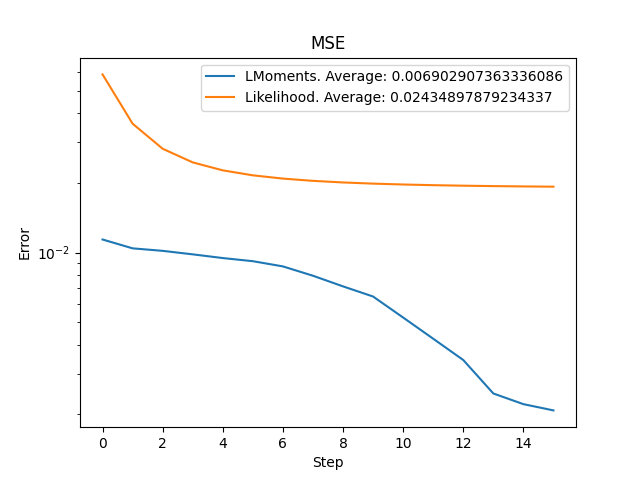 MSE
LMoments. Average: 0.006902907363336086
Likelihood. Average: 0.02434897879234337
Error
10⁻²
0 2 4 6 8 10 12 14
Step